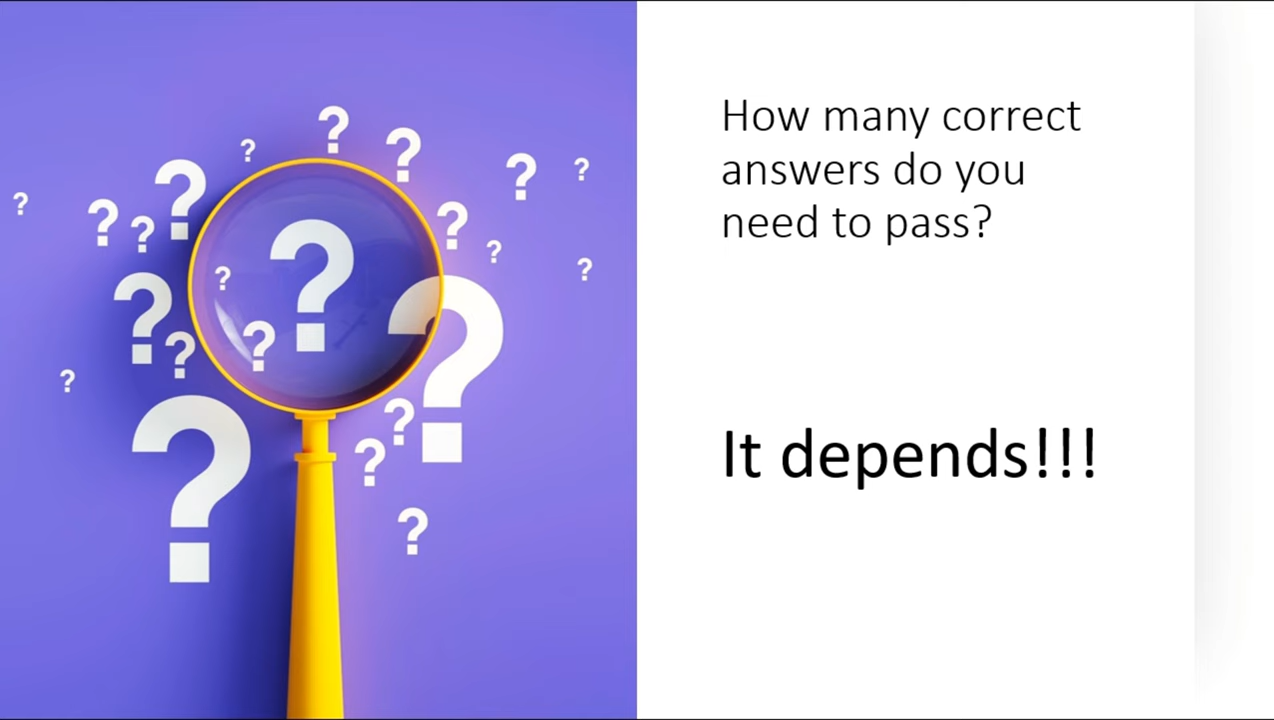 How many correct
answers do you
need to pass?
It depends!!!